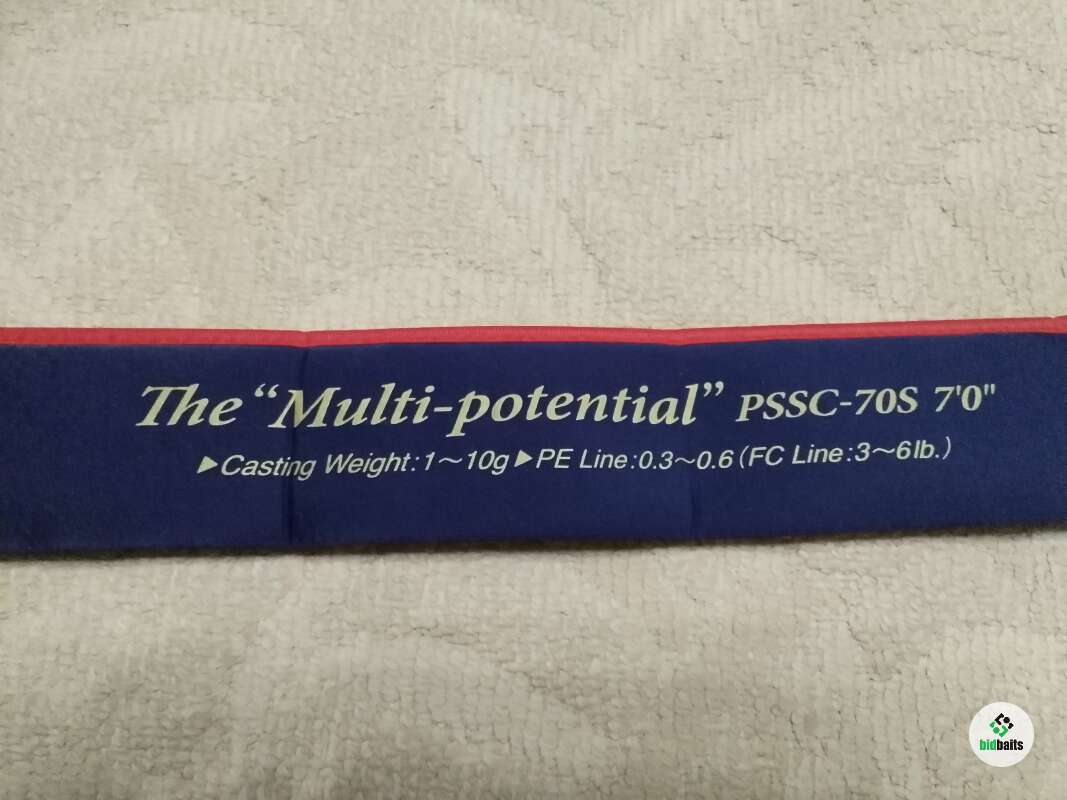 The “Multi-potential” PSSC-70S 7'0"
▶Casting Weight:1～10g▶PE Line:0.3～0.6(FC Line:3～6lb.)
bidbaits